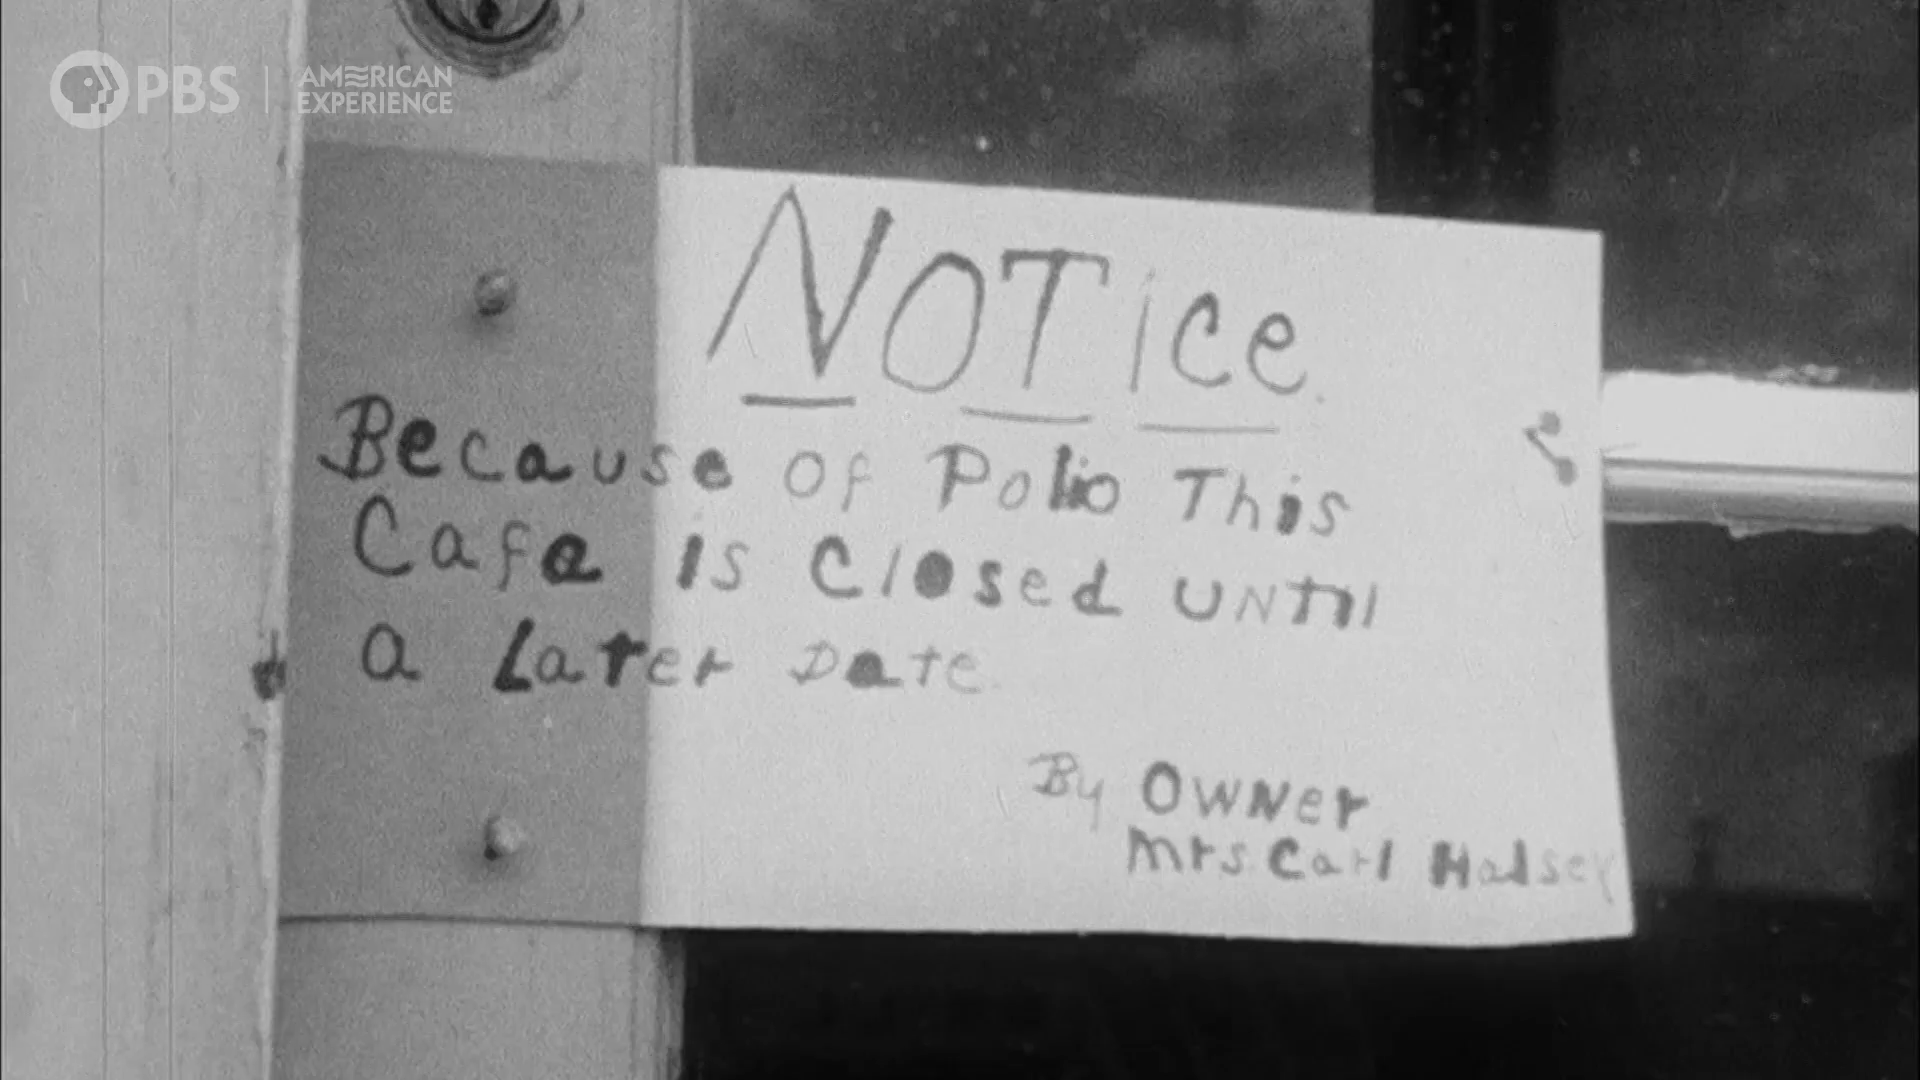 PBS | AMERICAN EXPERIENCE
NOTice.
Because Of Polio This
Cafe is Closed UNTil
a Later Date.
By OWNer
Mrs Carl Halsey